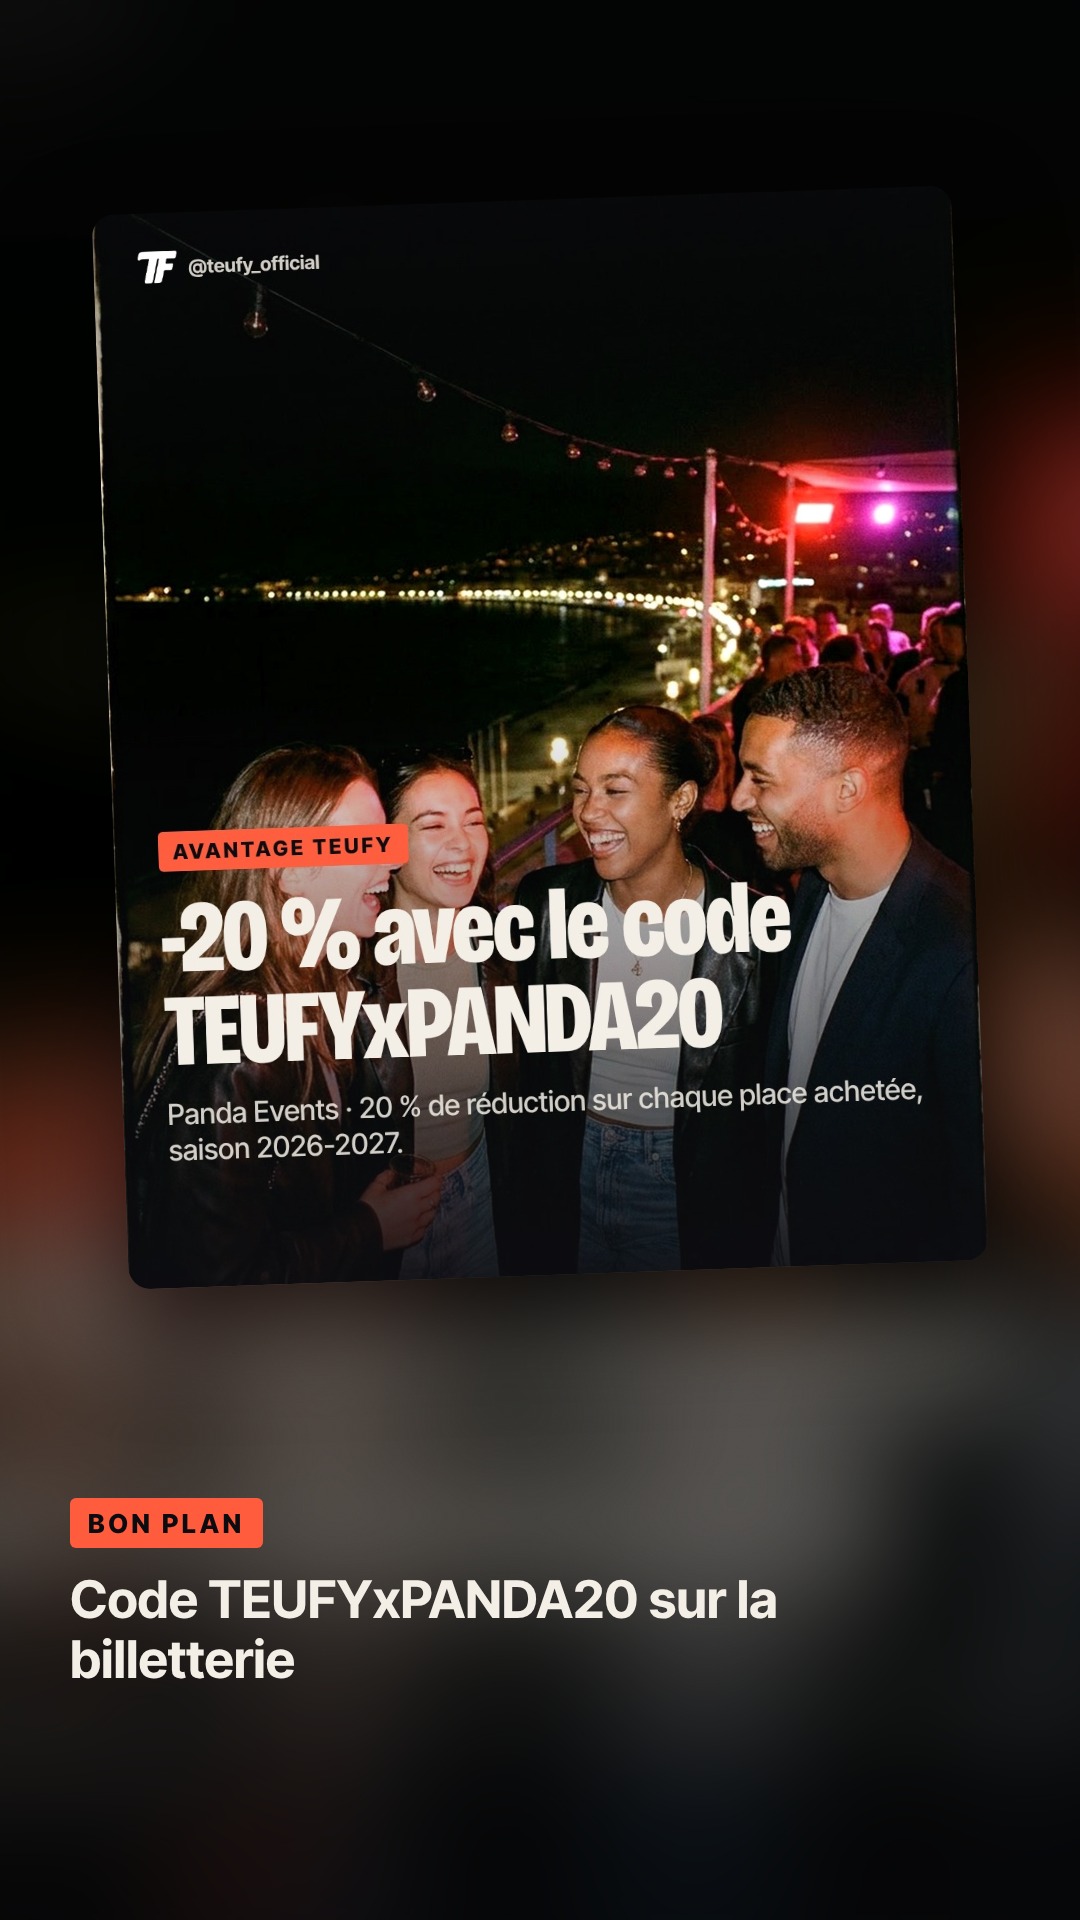 TF @teufy_official
AVANTAGE TEUFY
-20 % avec le code
TEUFYxPANDA20
Panda Events · 20 % de réduction sur chaque place achetée,
saison 2026-2027.
BON PLAN
Code TEUFYxPANDA20 sur la
billetterie